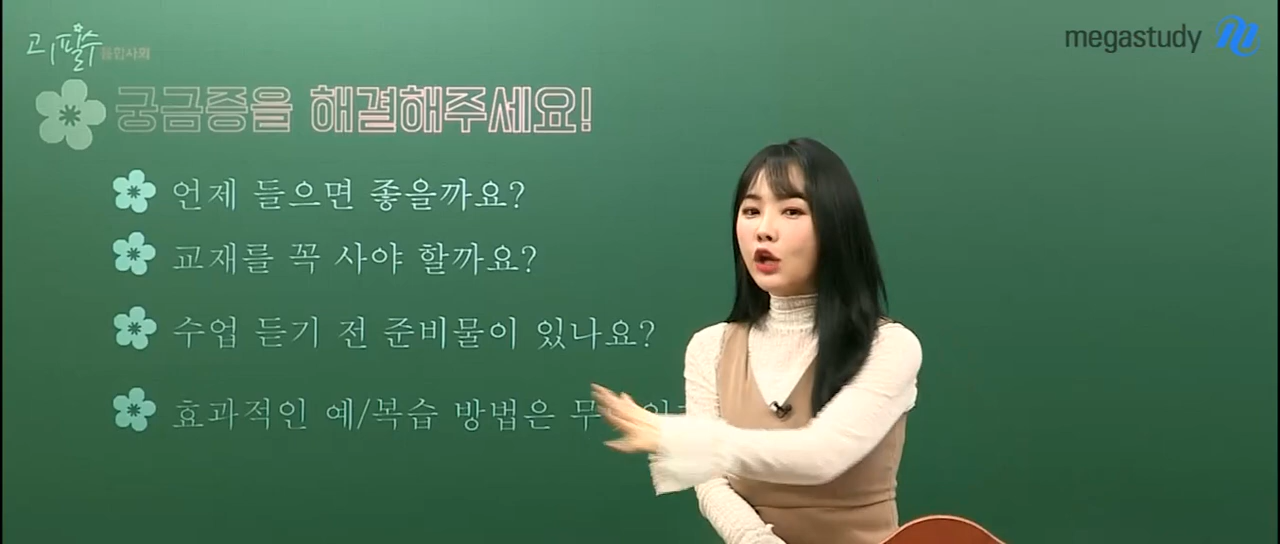 고필수 통합사회
megastudy
궁금증을 해결해주세요!
언제 들으면 좋을까요?
교재를 꼭 사야 할까요?
수업 듣기 전 준비물이 있나요?
효과적인 예/복습 방법은